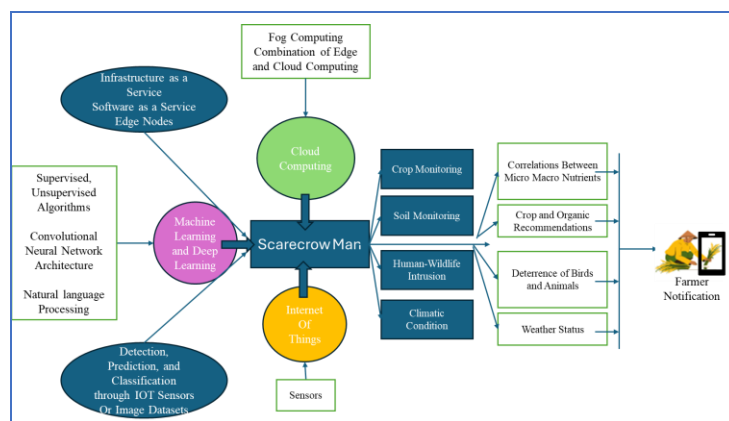 Fog Computing
Combination of Edge
and Cloud Computing
Infrastructure as a
Service
Software as a Service
Edge Nodes
Cloud
Computing
Supervised,
Unsupervised
Algorithms
Convolutional
Neural Network
Architecture
Natural language
Processing
Machine
Learning
and Deep
Learning
Scarecrow Man
Internet
Of
Things
Sensors
Detection,
Prediction, and
Classification
through IOT Sensors
Or Image Datasets
Crop Monitoring
Soil Monitoring
Human-Wildlife
Intrusion
Climatic
Condition
Correlations Between
Micro Macro Nutrients
Crop and Organic
Recommendations
Deterrence of Birds
and Animals
Weather Status
Farmer
Notification